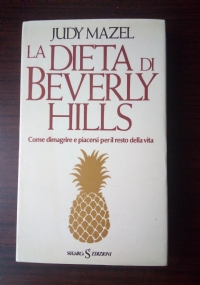 JUDY MAZEL
LA DIETA DI
BEVERLY
HILLS
Come dimagrire e piacersi per il resto della vita
SUGARCO S EDIZIONI